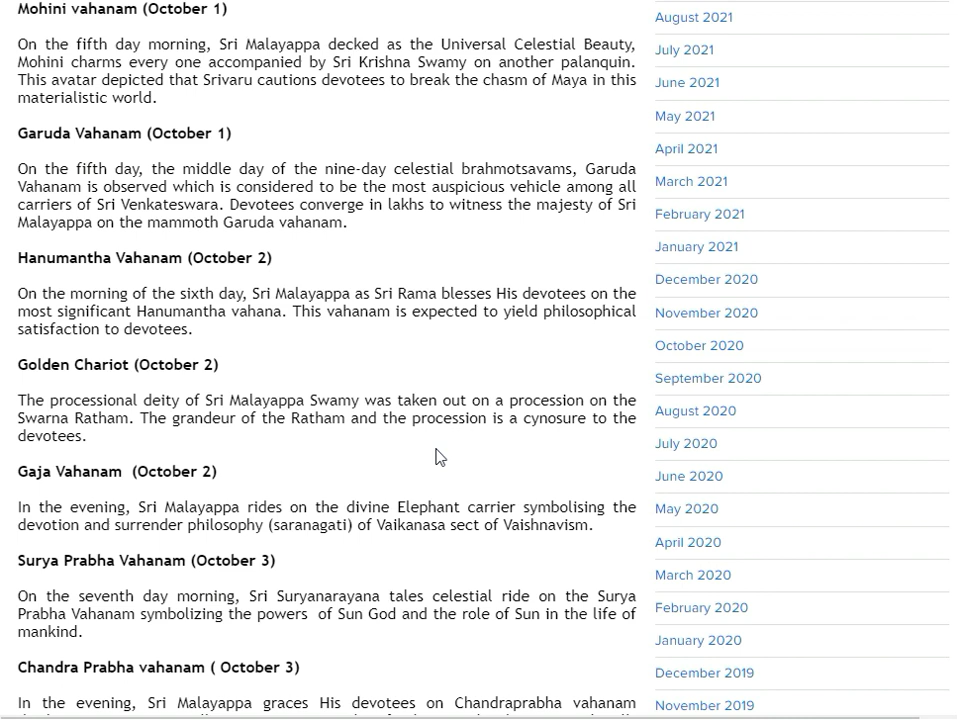 Mohini vahanam (October 1)
On the fifth day morning, Sri Malayappa decked as the Universal Celestial Beauty,
Mohini charms every one accompanied by Sri Krishna Swamy on another palanquin.
This avatar depicted that Srivaru cautions devotees to break the chasm of Maya in this
materialistic world.
Garuda Vahanam (October 1)
On the fifth day, the middle day of the nine-day celestial brahmotsavams, Garuda
Vahanam is observed which is considered to be the most auspicious vehicle among all
carriers of Sri Venkateswara. Devotees converge in lakhs to witness the majesty of Sri
Malayappa on the mammoth Garuda vahanam.
Hanumantha Vahanam (October 2)
On the morning of the sixth day, Sri Malayappa as Sri Rama blesses His devotees on the
most significant Hanumantha vahana. This vahanam is expected to yield philosophical
satisfaction to devotees.
Golden Chariot (October 2)
The processional deity of Sri Malayappa Swamy was taken out on a procession on the
Swarna Ratham. The grandeur of the Ratham and the procession is a cynosure to the
devotees.
Gaja Vahanam  (October 2)
In the evening, Sri Malayappa rides on the divine Elephant carrier symbolising the
devotion and surrender philosophy (saranagati) of Vaikanasa sect of Vaishnavism.
Surya Prabha Vahanam (October 3)
On the seventh day morning, Sri Suryanarayana tales celestial ride on the Surya
Prabha Vahanam symbolizing the powers  of Sun God and the role of Sun in the life of
mankind.
Chandra Prabha vahanam ( October 3)
In the evening, Sri Malayappa graces His devotees on Chandraprabha vahanam
August 2021
July 2021
June 2021
May 2021
April 2021
March 2021
February 2021
January 2021
December 2020
November 2020
October 2020
September 2020
August 2020
July 2020
June 2020
May 2020
April 2020
March 2020
February 2020
January 2020
December 2019
November 2019